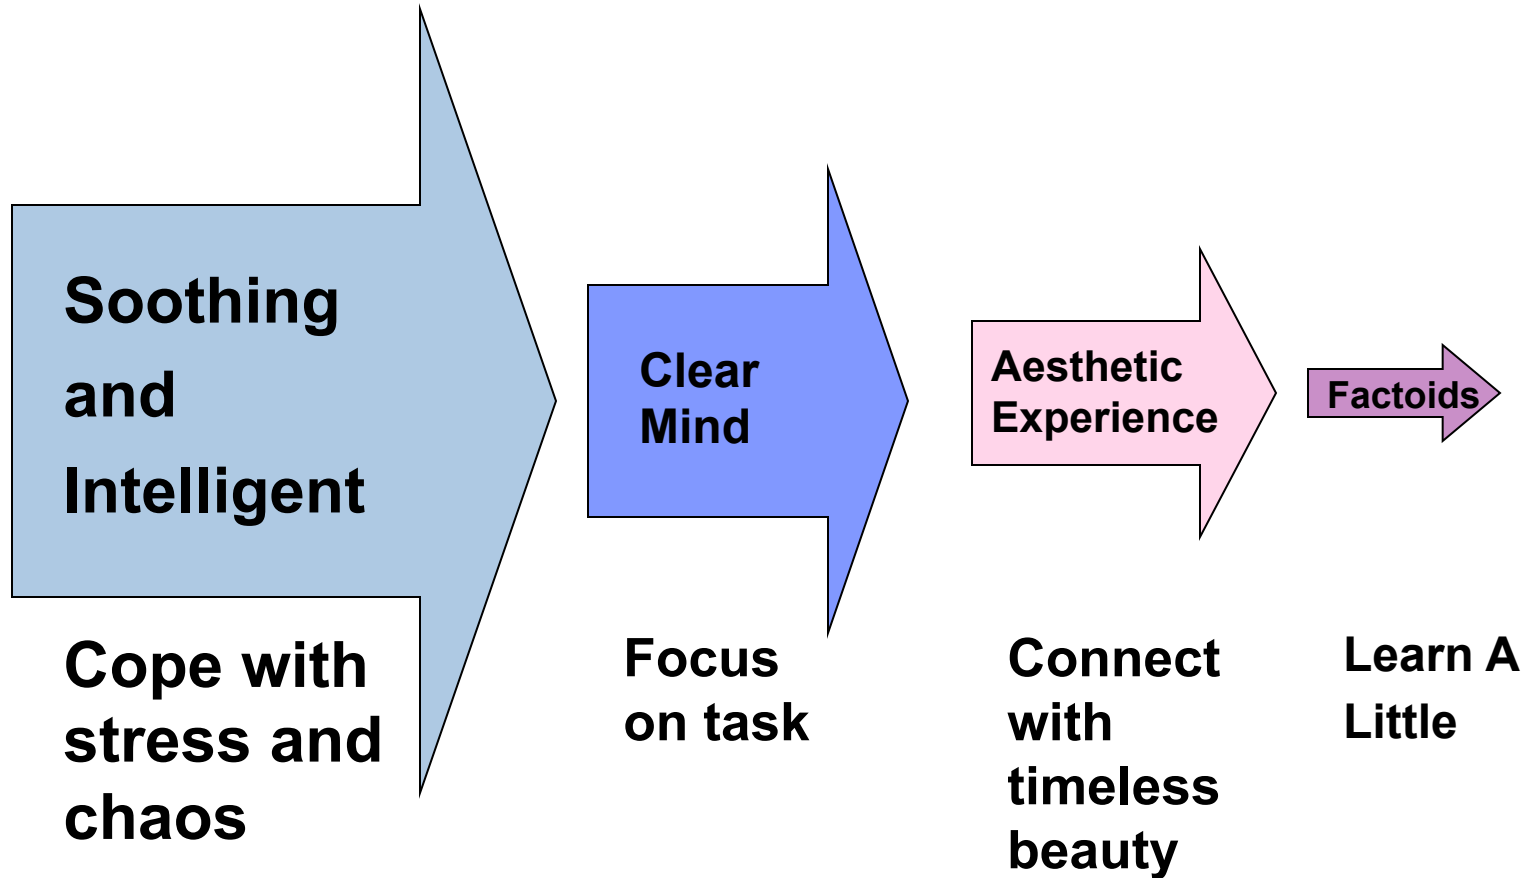 Soothing
and
Intelligent
Cope with
stress and
chaos
Clear
Mind
Focus
on task
Aesthetic
Experience
Connect
with
timeless
beauty
Factoids
Learn A
Little